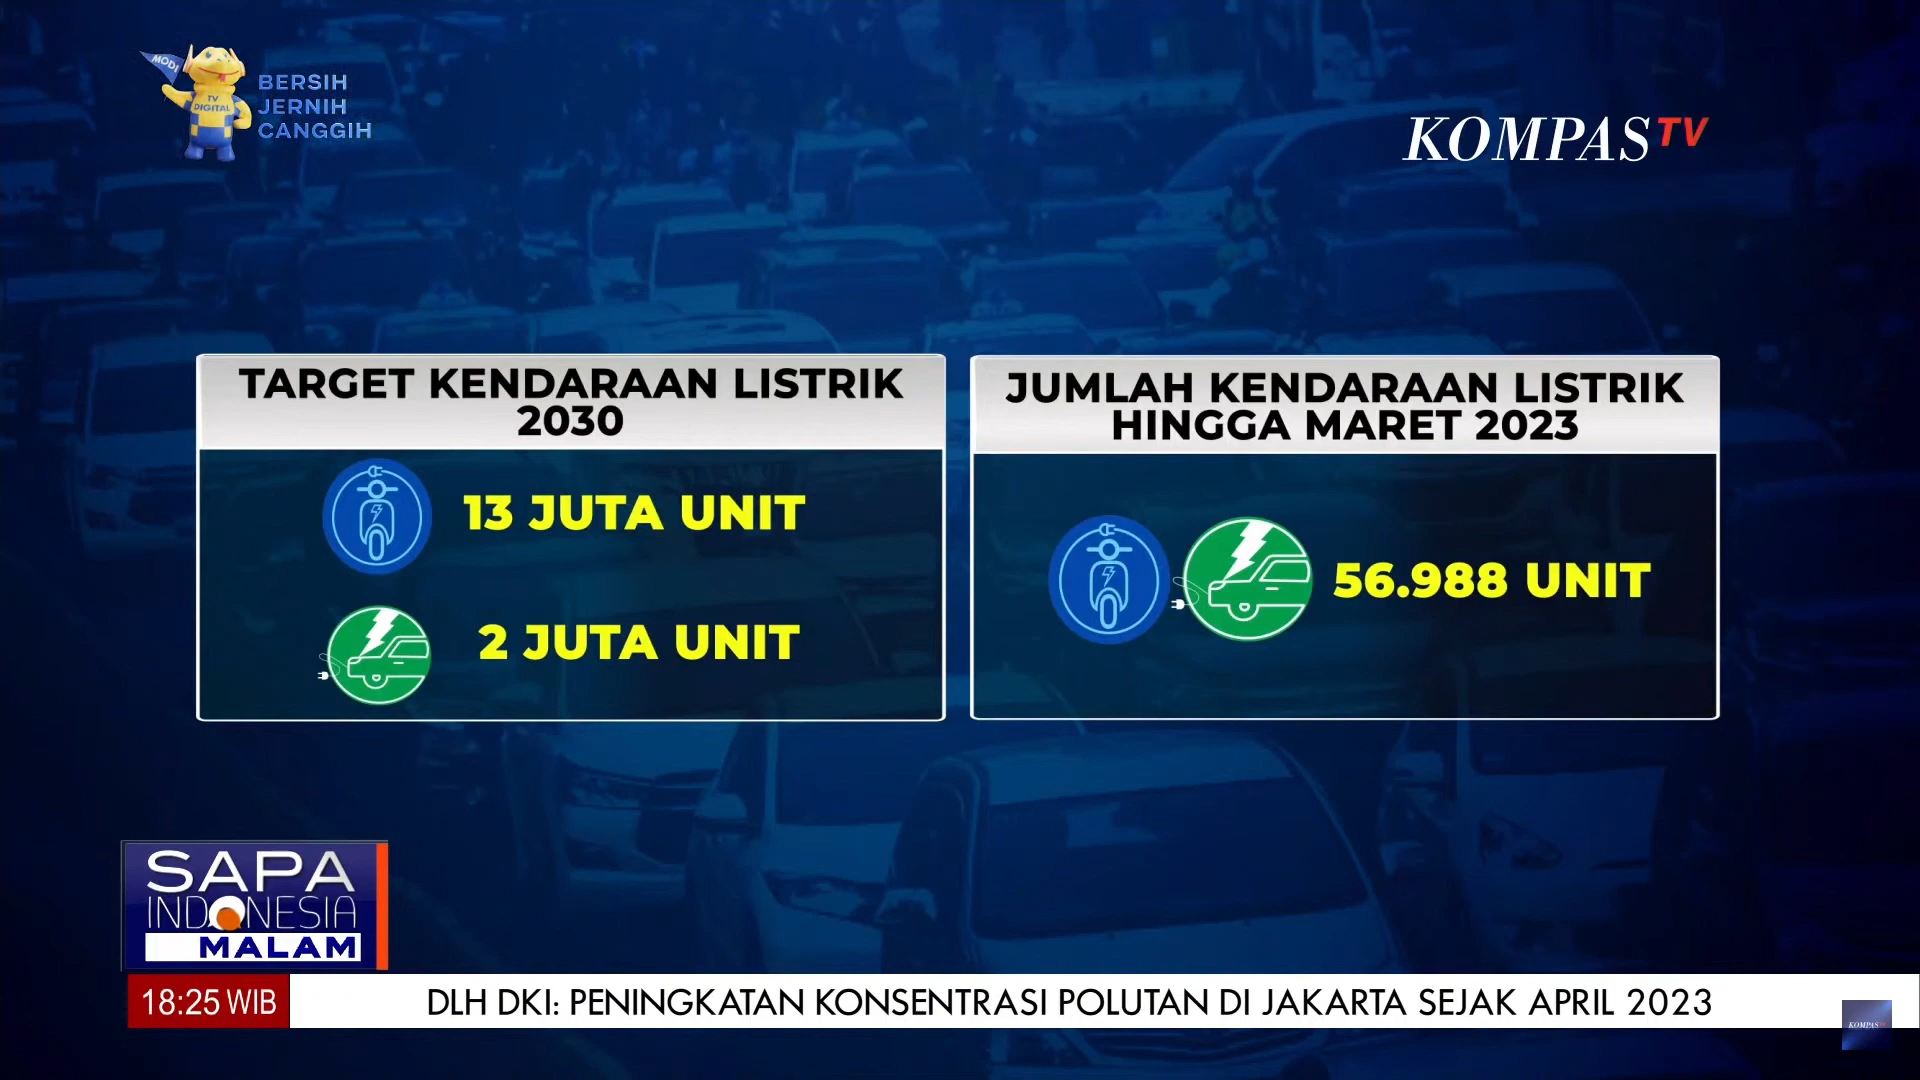 MODI
TV
DIGITAL
BERSIH
JERNIH
CANGGIH
KOMPASTV
TARGET KENDARAAN LISTRIK
2030
13 JUTA UNIT
2 JUTA UNIT
JUMLAH KENDARAAN LISTRIK
HINGGA MARET 2023
56.988 UNIT
SAPA
INDONESIA
MALAM
18:25 WIB
DLH DKI: PENINGKATAN KONSENTRASI POLUTAN DI JAKARTA SEJAK APRIL 2023
KOMPASTV